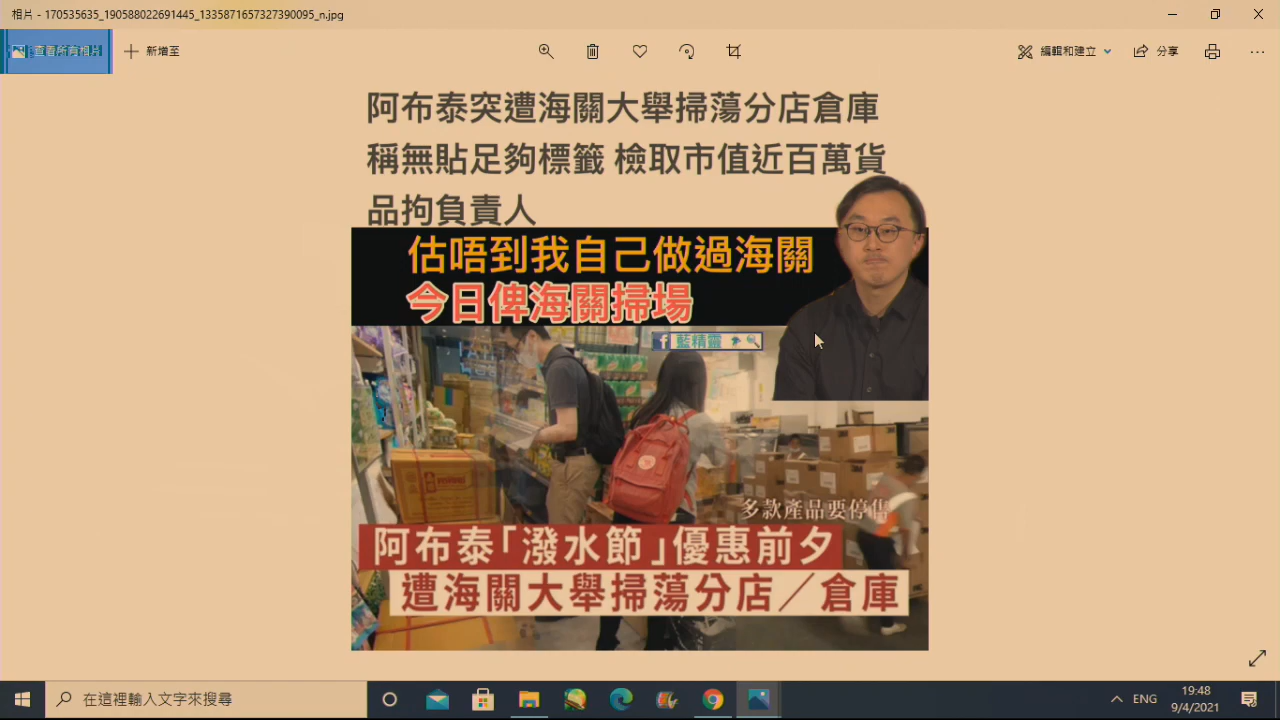 相片 - 170535635_190588022691445_1335871657327390095_n.jpg
查看所有相片
新增至
編輯和建立
分享
阿布泰突遭海關大舉掃蕩分店倉庫
稱無貼足夠標籤 檢取市值近百萬貨
品拘負責人
估唔到我自己做過海關
今日俾海關掃場
f 藍精靈
多款產品要停售
阿布泰「潑水節」優惠前夕
遭海關大舉掃蕩分店／倉庫
在這裡輸入文字來搜尋
ENG
19:48
9/4/2021